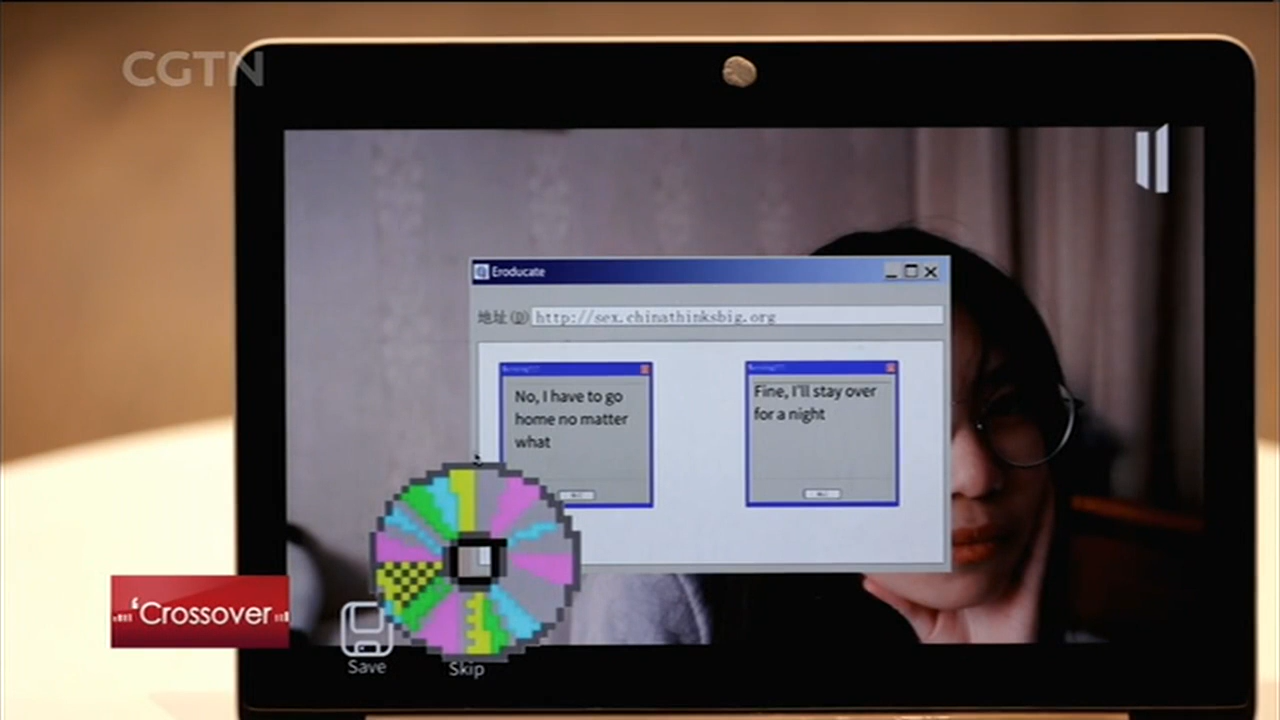 CGTN
Eroducate
地址(D) http://sex.chinathinksbig.org
No, I have to go
home no matter
what
Fine, I'll stay over
for a night
'Crossover
Save
Skip